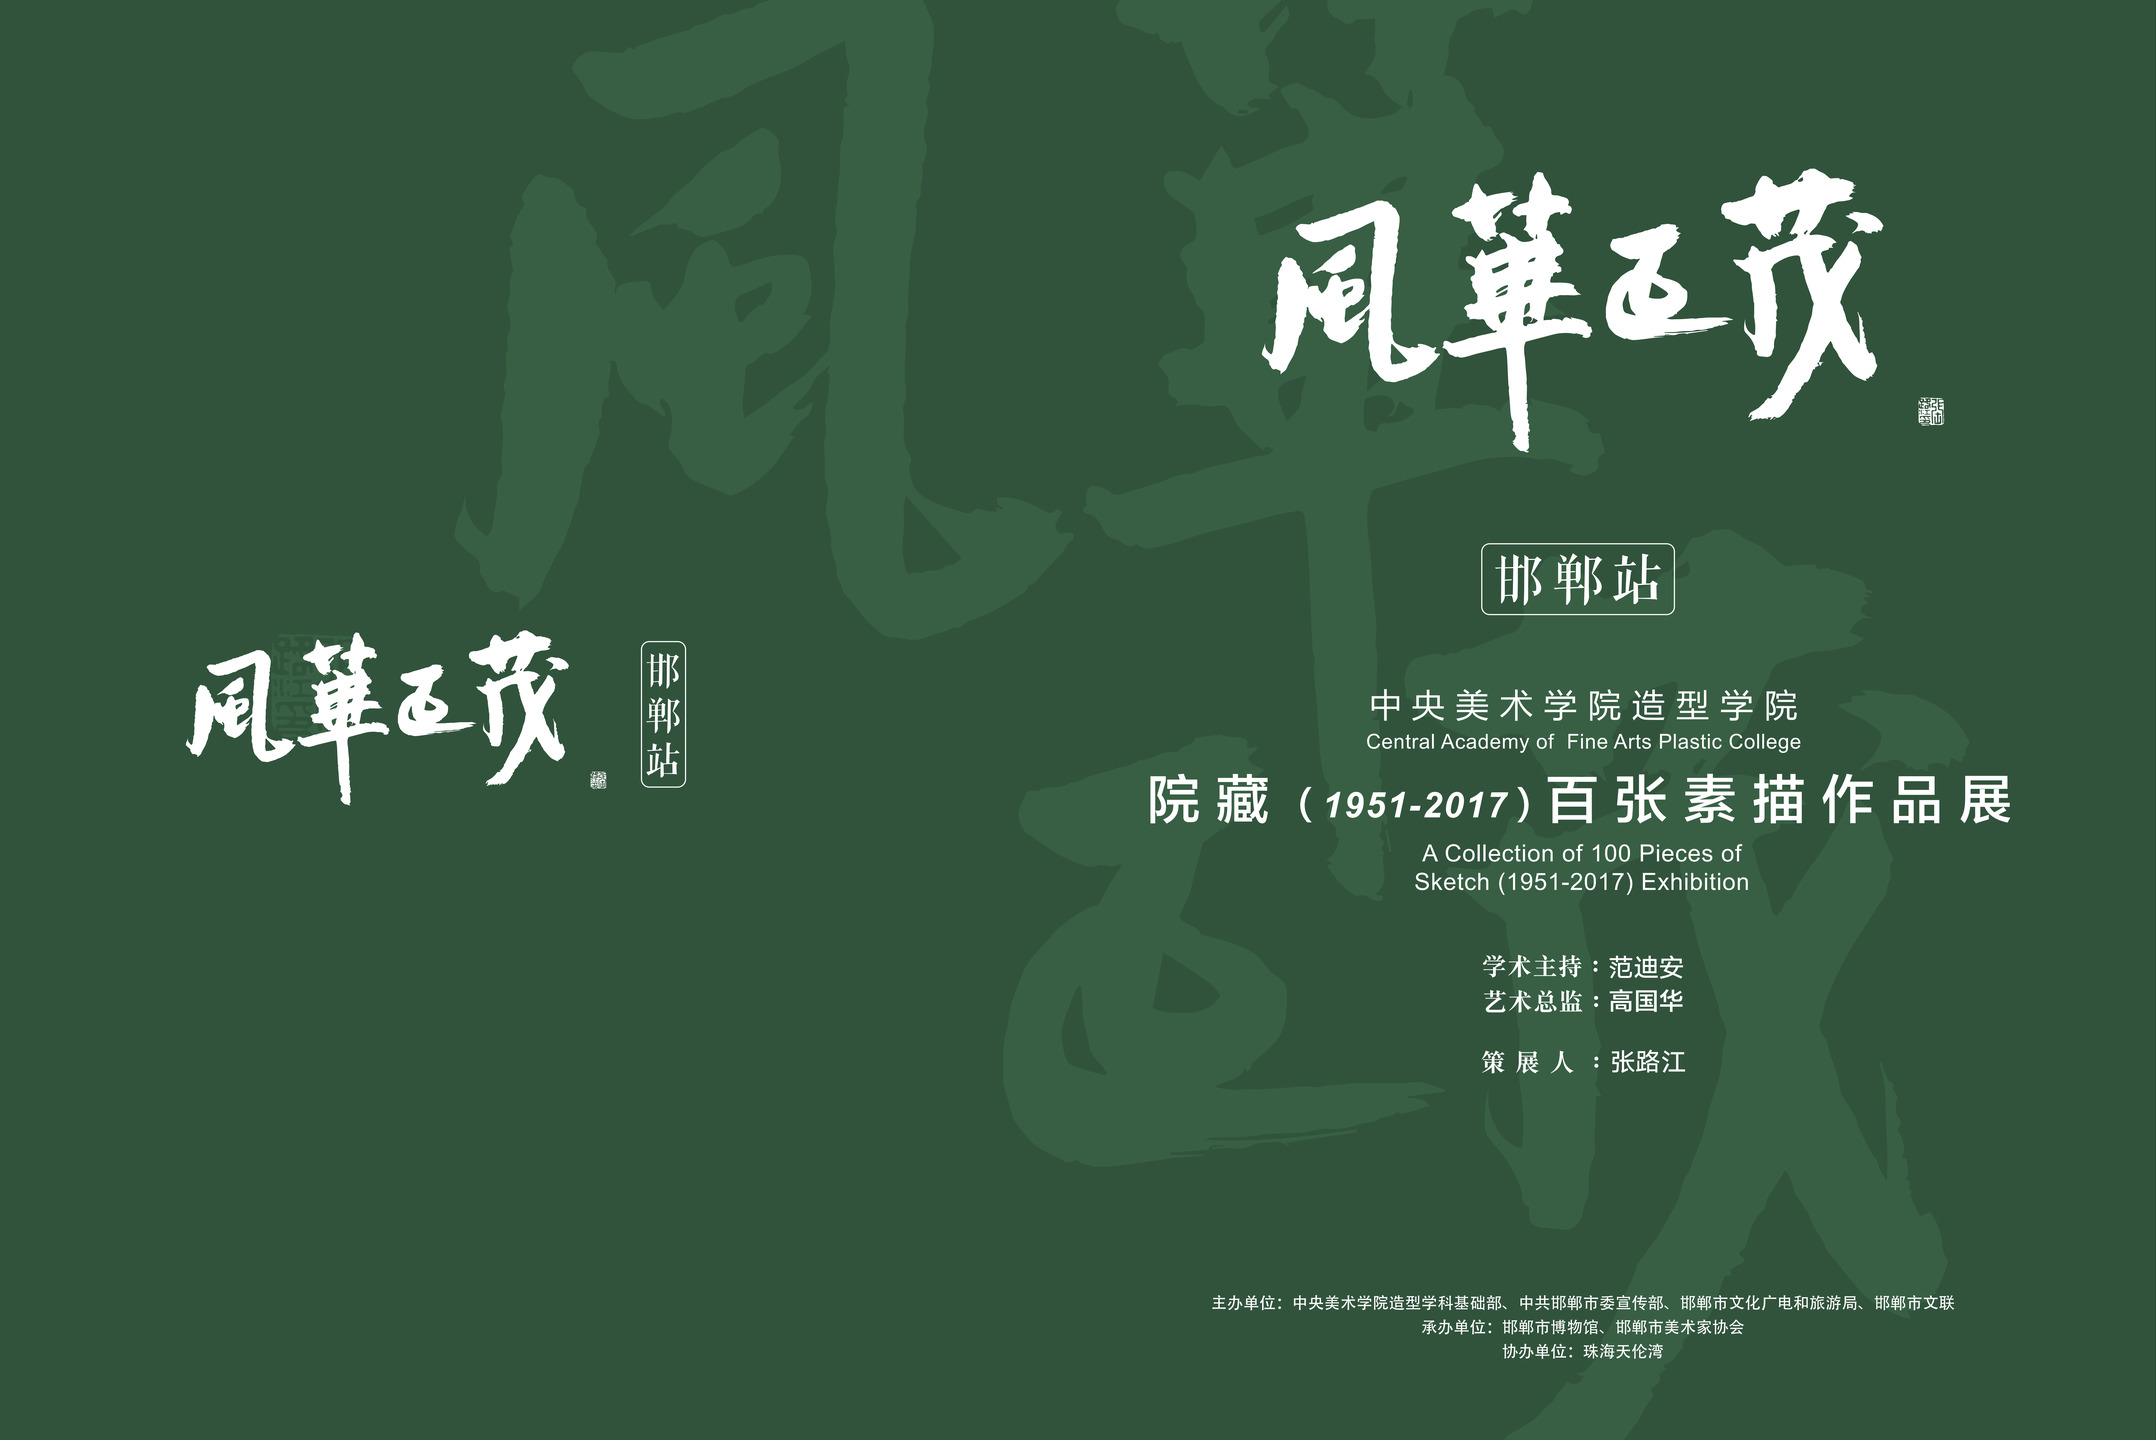 風華正茂
邯郸站
風華正茂
邯郸站
中央美术学院造型学院
Central Academy of Fine Arts Plastic College
院藏（1951-2017）百张素描作品展
A Collection of 100 Pieces of
Sketch (1951-2017) Exhibition
学术主持：范迪安
艺术总监：高国华
策展人：张路江
主办单位：中央美术学院造型学科基础部、中共邯郸市委宣传部、邯郸市文化广电和旅游局、邯郸市文联
承办单位：邯郸市博物馆、邯郸市美术家协会
协办单位：珠海天伦湾
風華正茂